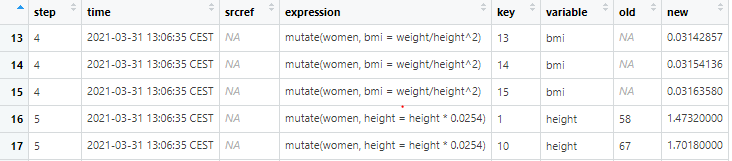 step time srcref expression key variable old new
13 4 2021-03-31 13:06:35 CEST NA mutate(women, bmi = weight/height^2) 13 bmi NA 0.03142857
14 4 2021-03-31 13:06:35 CEST NA mutate(women, bmi = weight/height^2) 14 bmi NA 0.03154136
15 4 2021-03-31 13:06:35 CEST NA mutate(women, bmi = weight/height^2) 15 bmi NA 0.03163580
16 5 2021-03-31 13:06:35 CEST NA mutate(women, height = height * 0.0254) 1 height 58 1.47320000
17 5 2021-03-31 13:06:35 CEST NA mutate(women, height = height * 0.0254) 10 height 67 1.70180000